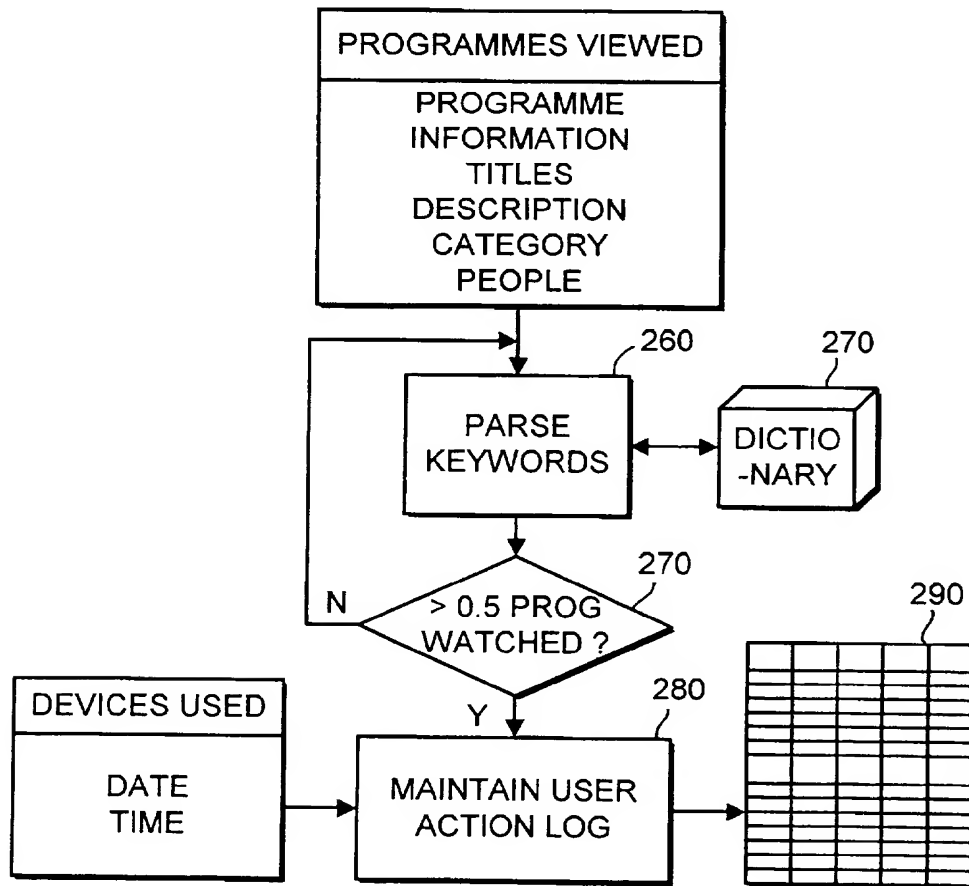 PROGRAMMES VIEWED
PROGRAMME
INFORMATION
TITLES
DESCRIPTION
CATEGORY
PEOPLE
260
270
PARSE
KEYWORDS
DICTIO
-NARY
270
N
> 0.5 PROG
WATCHED ?
290
Y
280
DEVICES USED
DATE
TIME
MAINTAIN USER
ACTION LOG